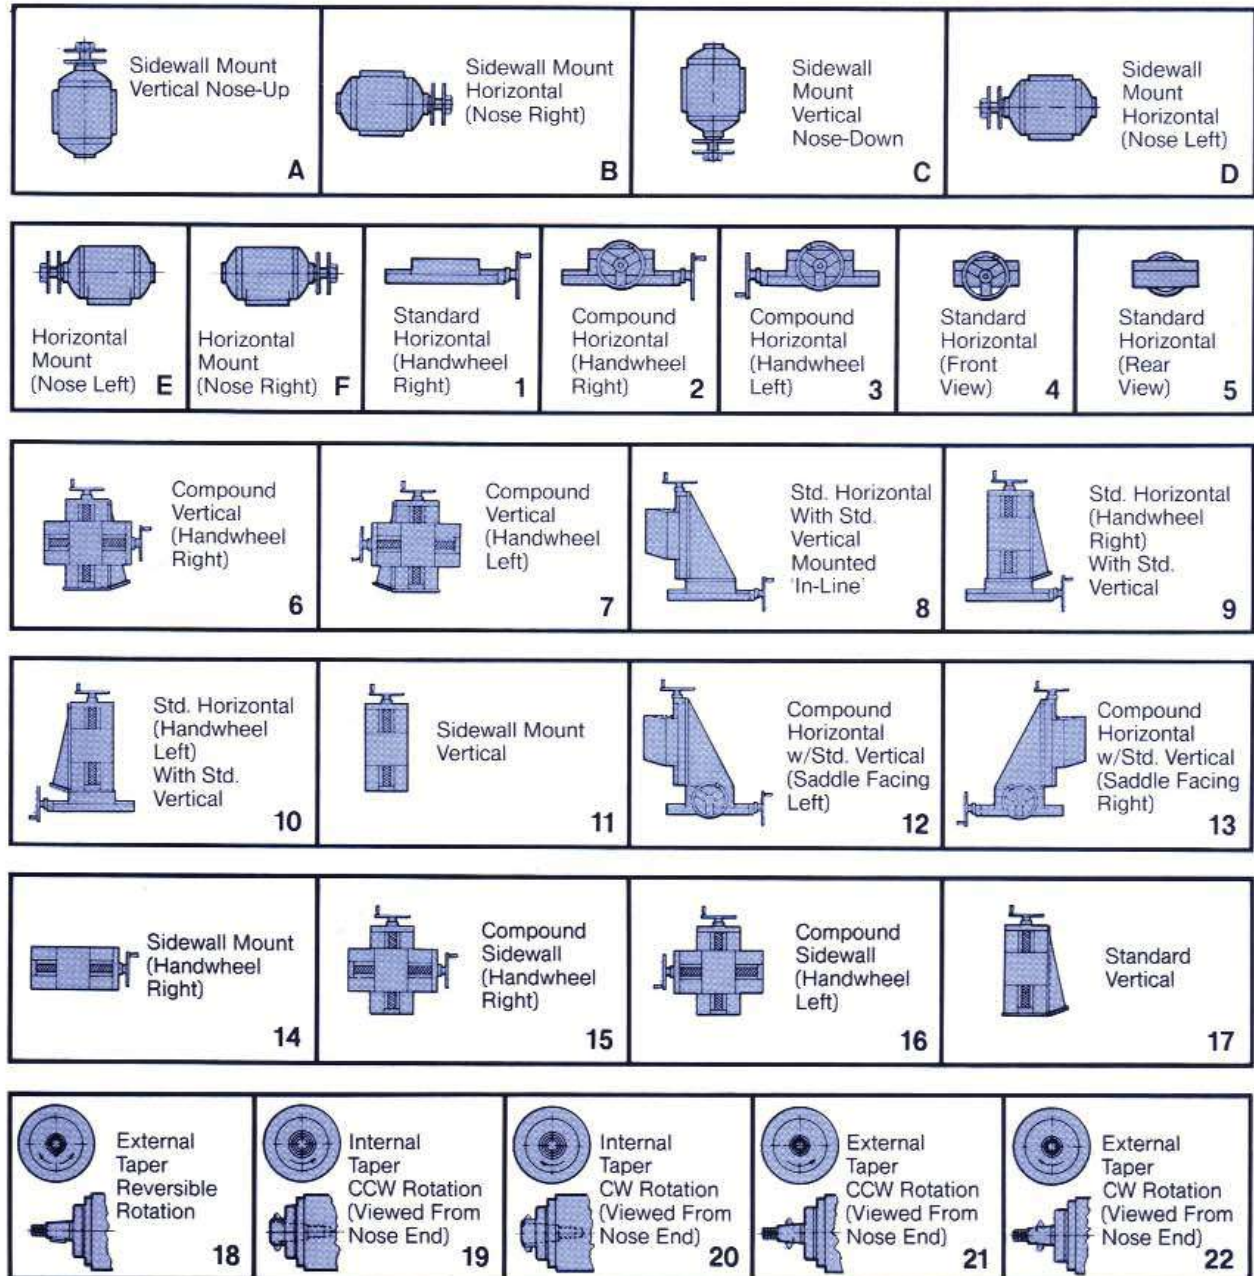 Sidewall Mount
Vertical Nose-Up
A
Sidewall Mount
Horizontal
(Nose Right)
B
Sidewall
Mount
Vertical
Nose-Down
C
Sidewall
Mount
Horizontal
(Nose Left)
D
Horizontal
Mount
(Nose Left)
E
Horizontal
Mount
(Nose Right)
F
Standard
Horizontal
(Handwheel
Right)
1
Compound
Horizontal
(Handwheel
Right)
2
Compound
Horizontal
(Handwheel
Left)
3
Standard
Horizontal
(Front
View)
4
Standard
Horizontal
(Rear
View)
5
Compound
Vertical
(Handwheel
Right)
6
Compound
Vertical
(Handwheel
Left)
7
Std. Horizontal
With Std.
Vertical
Mounted
'In-Line'
8
Std. Horizontal
(Handwheel
Right)
With Std.
Vertical
9
Std. Horizontal
(Handwheel
Left)
With Std.
Vertical
10
Sidewall Mount
Vertical
11
Compound
Horizontal
w/Std. Vertical
(Saddle Facing
Left)
12
Compound
Horizontal
w/Std. Vertical
(Saddle Facing
Right)
13
Sidewall Mount
(Handwheel
Right)
14
Compound
Sidewall
(Handwheel
Right)
15
Compound
Sidewall
(Handwheel
Left)
16
Standard
Vertical
17
External
Taper
Reversible
Rotation
18
Internal
Taper
CCW Rotation
(Viewed From
Nose End)
19
Internal
Taper
CW Rotation
(Viewed From
Nose End)
20
External
Taper
CCW Rotation
(Viewed From
Nose End)
21
External
Taper
CW Rotation
(Viewed From
Nose End)
22